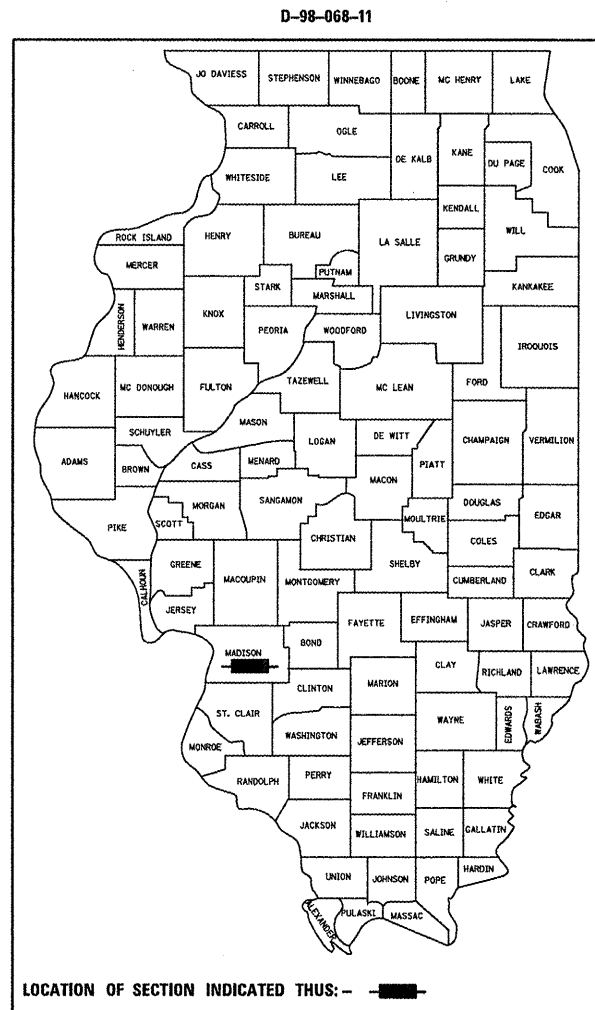 D-98-068-11
JO DAVIESS
STEPHENSON
WINNEBAGO
BOONE
MC HENRY
LAKE
CARROLL
OGLE
DE KALB
KANE
DU PAGE
COOK
WHITESIDE
LEE
KENDALL
WILL
ROCK ISLAND
HENRY
BUREAU
LA SALLE
GRUNDY
MERCER
PUTNAM
KANKAKEE
STARK
MARSHALL
HENDERSON
WARREN
KNOX
PEORIA
WOODFORD
LIVINGSTON
IROQUOIS
HANCOCK
MC DONOUGH
FULTON
TAZEWELL
MC LEAN
FORD
MASON
SCHUYLER
LOGAN
DE WITT
CHAMPAIGN
VERMILION
ADAMS
BROWN
CASS
MENARD
PIATT
MACON
MORGAN
SANGAMON
DOUGLAS
EDGAR
PIKE
SCOTT
CHRISTIAN
MOULTRIE
COLES
GREENE
MACOUPIN
SHELBY
CALHOUN
MONTGOMERY
CUMBERLAND
CLARK
JERSEY
FAYETTE
EFFINGHAM
JASPER
CRAWFORD
MADISON
BOND
CLAY
RICHLAND
LAWRENCE
CLINTON
MARION
ST. CLAIR
WAYNE
EDWARDS
WABASH
WASHINGTON
JEFFERSON
MONROE
RANDOLPH
PERRY
HAMILTON
WHITE
FRANKLIN
JACKSON
WILLIAMSON
SALINE
GALLATIN
UNION
JOHNSON
POPE
HARDIN
ALEXANDER
PULASKI
MASSAC
LOCATION OF SECTION INDICATED THUS: -